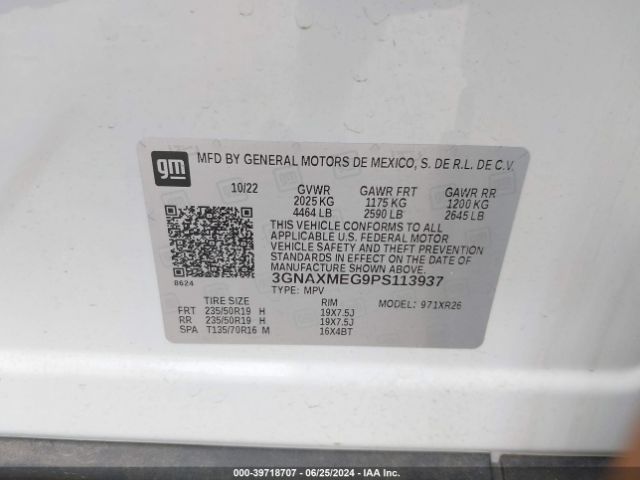 gm MFD BY GENERAL MOTORS DE MEXICO, S. DE R.L. DE C.V.
10/22 GVWR GAWR FRT GAWR RR
2025 KG 1175 KG 1200 KG
4464 LB 2590 LB 2645 LB
THIS VEHICLE CONFORMS TO ALL
APPLICABLE U.S. FEDERAL MOTOR
VEHICLE SAFETY AND THEFT PREVENTION
STANDARDS IN EFFECT ON THE DATE OF
MANUFACTURE SHOWN ABOVE.
8624 3GNAXMEG9PS113937
TYPE: MPV MODEL: 971XR26
TIRE SIZE RIM
FRT 235/50R19 H 19X7.5J
RR 235/50R19 H 19X7.5J
SPA T135/70R16 M 16X4BT
000-39718707 - 06/25/2024 - IAA Inc.